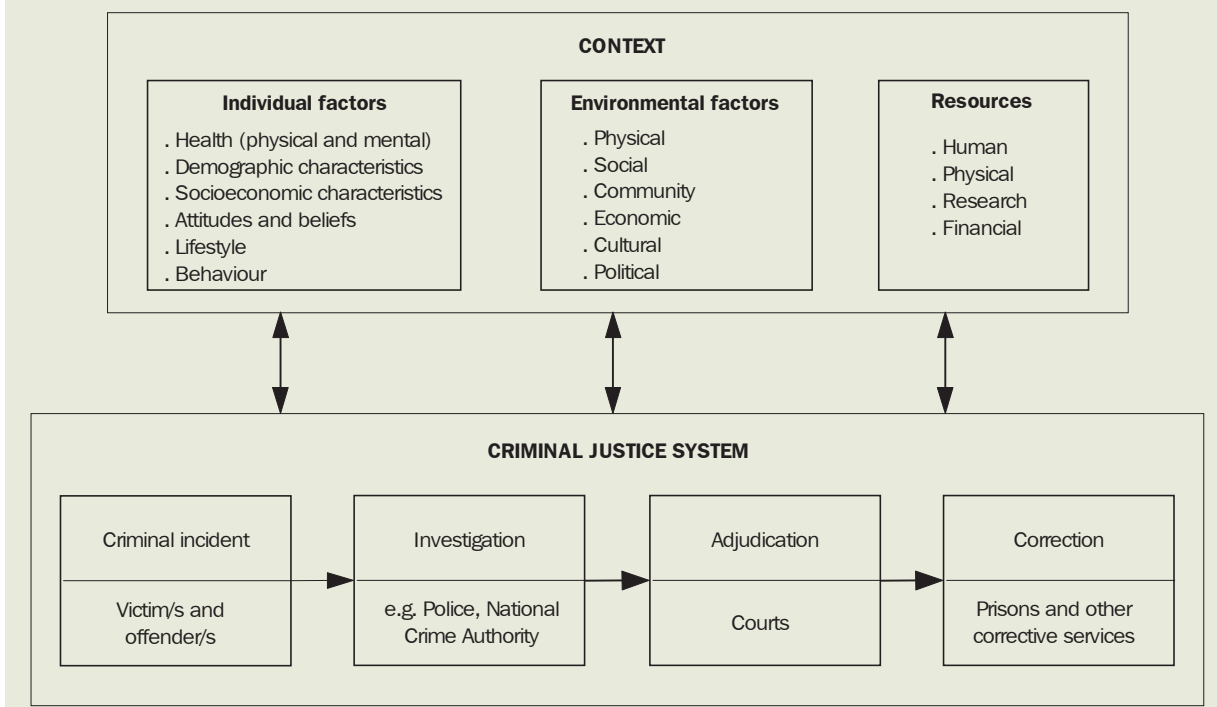 CONTEXT
Individual factors
. Health (physical and mental)
. Demographic characteristics
. Socioeconomic characteristics
. Attitudes and beliefs
. Lifestyle
. Behaviour
Environmental factors
. Physical
. Social
. Community
. Economic
. Cultural
. Political
Resources
. Human
. Physical
. Research
. Financial
CRIMINAL JUSTICE SYSTEM
Criminal incident
Victim/s and
offender/s
Investigation
e.g. Police, National
Crime Authority
Adjudication
Courts
Correction
Prisons and other
corrective services